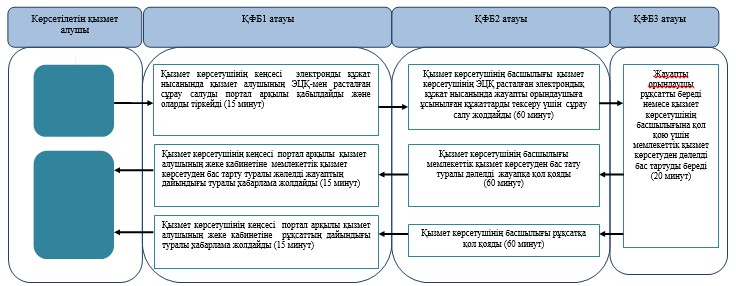 Көрсетілетін қызмет
алушы
ҚФБ1 атауы
ҚФБ2 атауы
ҚФБ3 атауы
Қызмет көрсетушінің кеңсесі электронды құжат
нысанында қызмет алушының ЭЦҚ-мен расталған
сұрау салуды портал арқылы қабылдайды және
оларды тіркейді (15 минут)
Қызмет көрсетушінің басшылығы қызмет
көрсетушінің ЭЦҚ расталған электрондық
құжат нысанында жауапты орындаушыға
ұсынылған құжаттарды тексеру үшін сұрау
салу жолдайды (60 минут)
Жауапты
орындаушы
рұқсатты береді
немесе қызмет
көрсетушінің
басшылығына қол
қою үшін
мемлекеттік қызмет
көрсетуден дәлелді
бас тартуды береді
(20 минут)
Қызмет көрсетушінің кеңсесі портал арқылы қызмет
алушының жеке кабинетіне мемлекеттік қызмет
көрсетуден бас тарту туралы жәлелді жауаптың
дайындығы туралы хабарлама жолдайды (15 минут)
Қызмет көрсетушінің басшылығы
мемлекеттік қызмет көрсетуден бас тату
туралы дәлелді жауапқа қол қояды
(60 минут)
Қызмет көрсетушінің кеңсесі портал арқылы қызмет
алушының жеке кабинетіне рұқсаттың дайындығы
туралы хабарлама жолдайды (15 минут)
Қызмет көрсетушінің басшылығы рұқсатқа
қол қояды (60 минут)